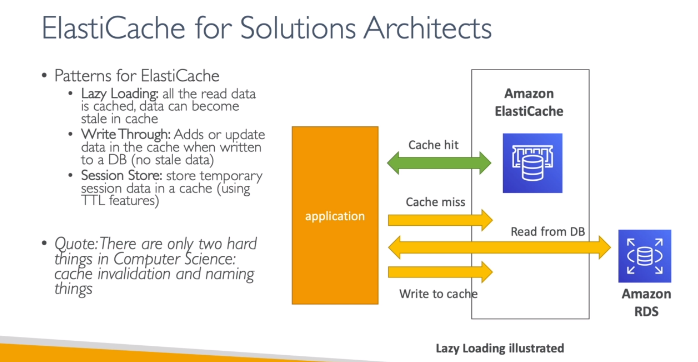 ElastiCache for Solutions Architects
• Patterns for ElastiCache
• Lazy Loading: all the read data
is cached, data can become
stale in cache
• Write Through: Adds or update
data in the cache when written
to a DB (no stale data)
• Session Store: store temporary
session data in a cache (using
TTL features)
• Quote: There are only two hard
things in Computer Science:
cache invalidation and naming
things
Amazon
ElastiCache
Cache hit
application
Cache miss
Read from DB
Write to cache
Amazon
RDS
Lazy Loading illustrated